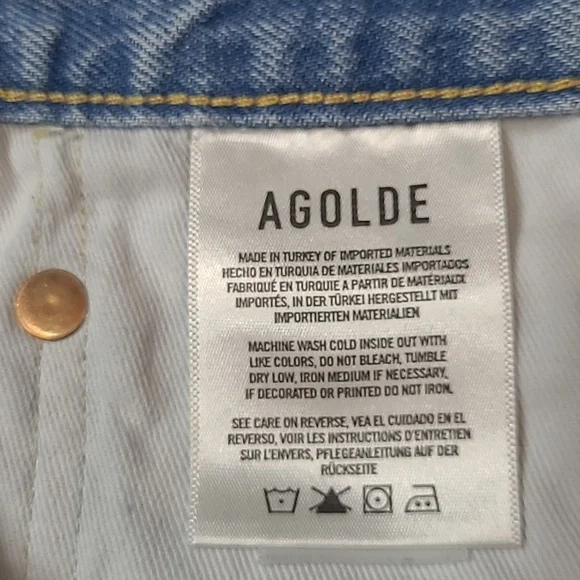 AGOLDE
MADE IN TURKEY OF IMPORTED MATERIALS
HECHO EN TURQUIA DE MATERIALES IMPORTADOS
FABRIQUÉ EN TURQUIE A PARTIR DE MATÉRIAUX
IMPORTÉS, IN DER TÜRKEI HERGESTELLT MIT
IMPORTIERTEN MATERIALIEN
MACHINE WASH COLD INSIDE OUT WITH
LIKE COLORS, DO NOT BLEACH, TUMBLE
DRY LOW, IRON MEDIUM IF NECESSARY,
IF DECORATED OR PRINTED DO NOT IRON.
SEE CARE ON REVERSE, VEA EL CUIDADO EN EL
REVERSO, VOIR LES INSTRUCTIONS D'ENTRETIEN
SUR L'ENVERS, PFLEGEANLEITUNG AUF DER
RÜCKSEITE